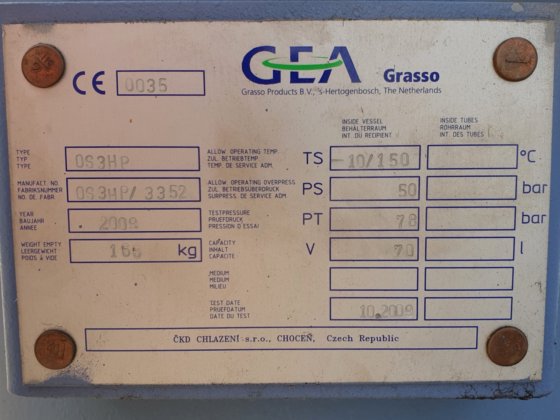 GEA Grasso
Grasso Products B.V., 's-Hertogenbosch, The Netherlands
CE 0035
INSIDE VESSEL
BEHÄLTERRAUM
INT. DU RECIPIENT
INSIDE TUBES
ROHRRAUM
INT. DES TUBES
TYPE
TYP
TYPE
OS3HP
ALLOW. OPERATING TEMP.
ZUL. BETRIEBTEMP.
TEMP. DE SERVICE ADM.
TS -10/150 °C
MANUFACT. NO.
FABRIKSNUMMER
NO. DE FABR.
OS3HP/3352
ALLOW. OPERATING OVERPRESS.
ZUL. BETRIEBSUBERDRUCK
SURPRESS. DE SERVICE ADM
PS 50 bar
YEAR
BAUJAHR
ANNEE
2009
TESTPRESSURE
PRUEFDRUCK
PRESSION D'ESSAI
PT 78 bar
WEIGHT EMPTY
LEERGEWICHT
POIDS À VIDE
kg
CAPACITY
INHALT
CAPACITE
V 70 l
MEDIUM
MEDIUM
MILIEU
TEST DATE
PRUEFDATUM
DATE DU TEST
10.2009
ČKD CHLAZENÍ s.r.o., CHOCEŇ, Czech Republic